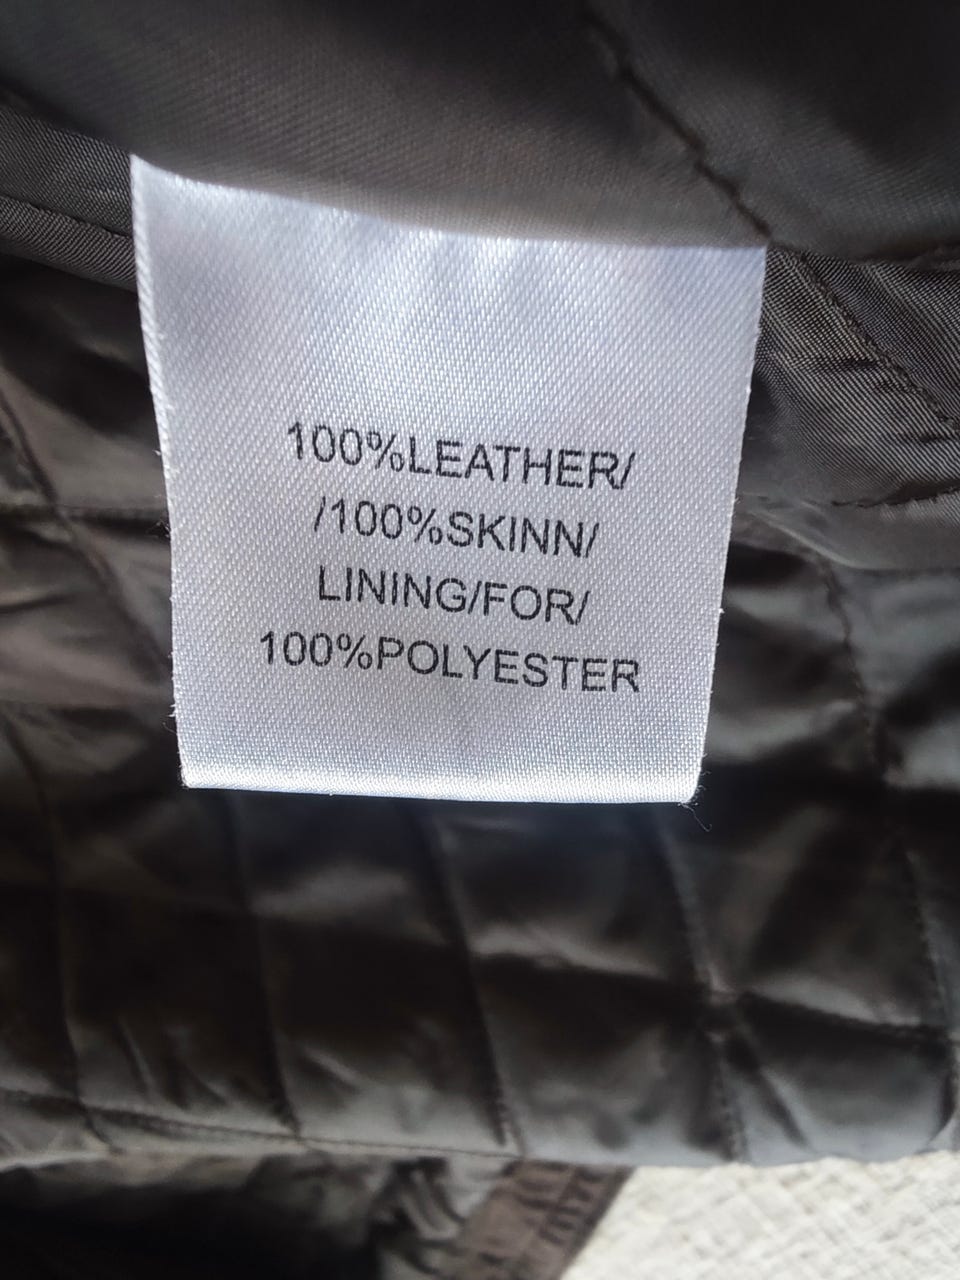 100%LEATHER/
/100%SKINN/
LINING/FOR/
100%POLYESTER